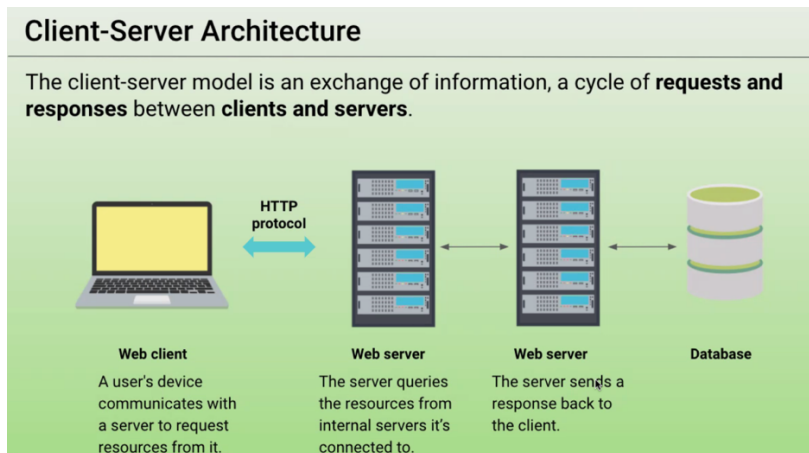 Client-Server Architecture
The client-server model is an exchange of information, a cycle of requests and
responses between clients and servers.
HTTP
protocol
Web client
A user's device
communicates with
a server to request
resources from it.
Web server
The server queries
the resources from
internal servers it's
connected to.
Web server
The server sends a
response back to
the client.
Database